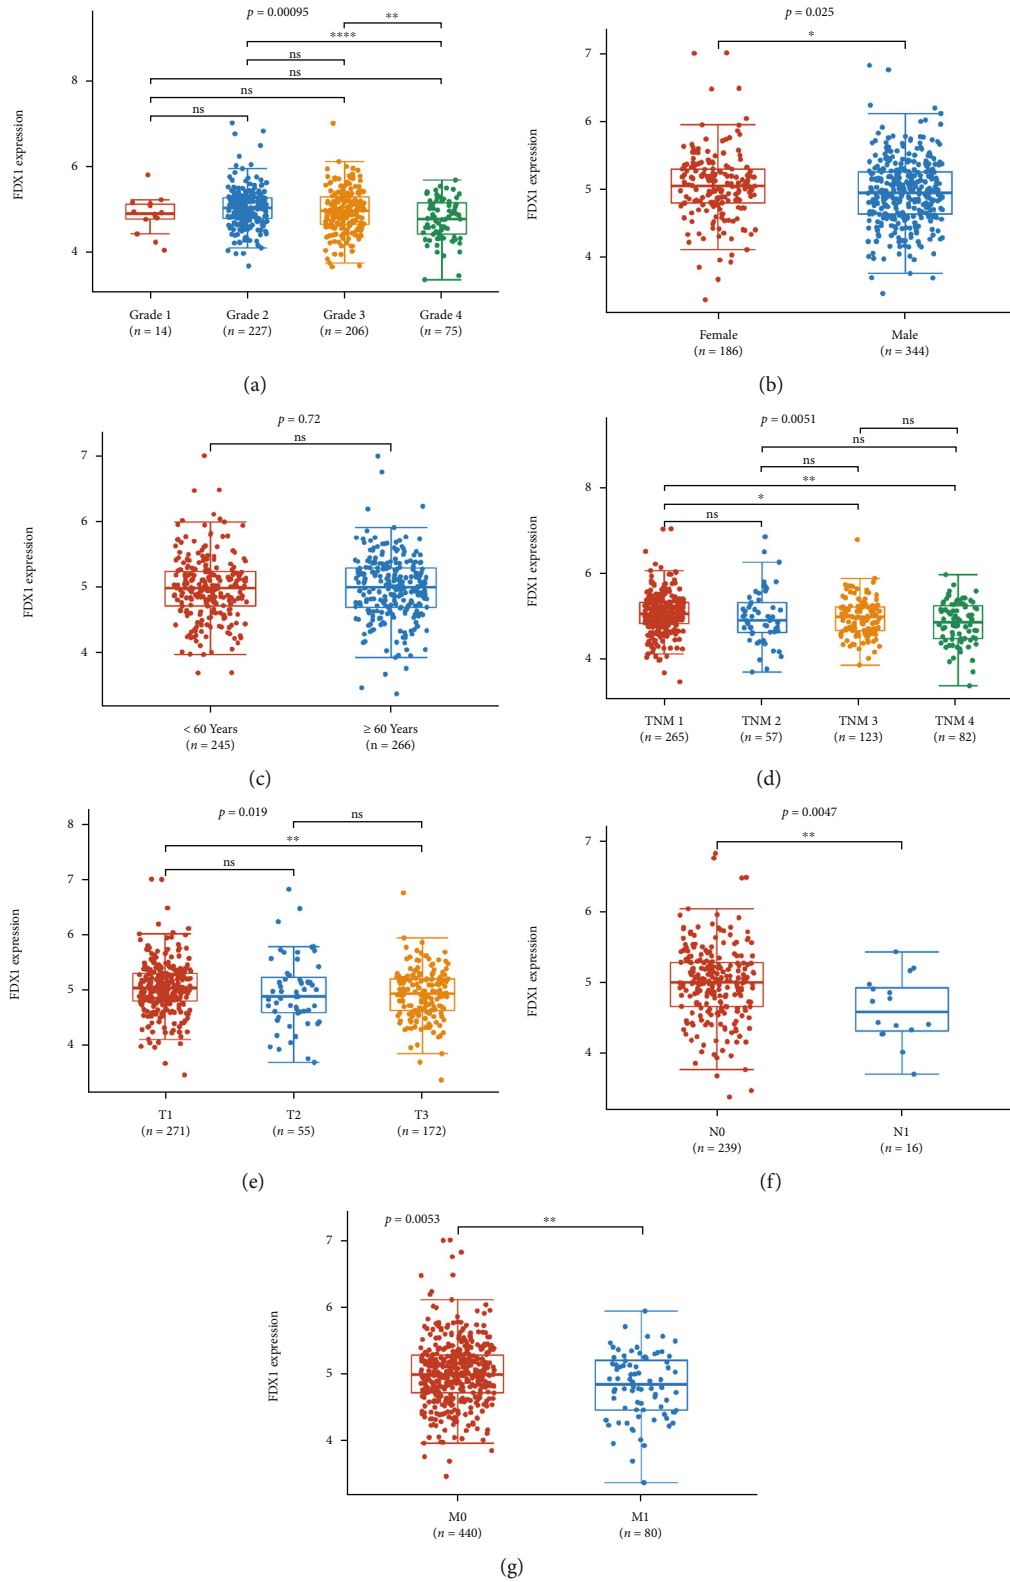 p = 0.00095
**
****
ns
ns
ns
ns
8
6
4
FDX1 expression
Grade 1
(n = 14)
Grade 2
(n = 227)
Grade 3
(n = 206)
Grade 4
(n = 75)
(a)
p = 0.025
*
7
6
5
4
FDX1 expression
Female
(n = 186)
Male
(n = 344)
(b)
p = 0.72
ns
7
6
5
4
FDX1 expression
< 60 Years
(n = 245)
≥ 60 Years
(n = 266)
(c)
p = 0.0051
ns
ns
ns
**
*
ns
8
6
4
FDX1 expression
TNM 1
(n = 265)
TNM 2
(n = 57)
TNM 3
(n = 123)
TNM 4
(n = 82)
(d)
p = 0.019
ns
**
ns
8
7
6
5
4
FDX1 expression
T1
(n = 271)
T2
(n = 55)
T3
(n = 172)
(e)
p = 0.0047
**
7
6
5
4
FDX1 expression
N0
(n = 239)
N1
(n = 16)
(f)
p = 0.0053
**
7
6
5
4
FDX1 expression
M0
(n = 440)
M1
(n = 80)
(g)